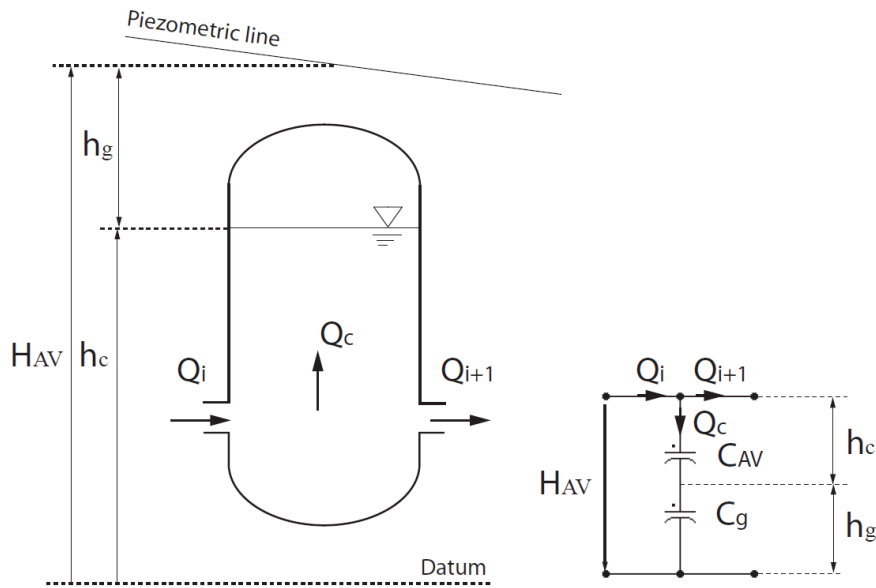 Piezometric line
hg
HAV
hc
Qc
Qi
Qi+1
Datum
Qi
Qi+1
Qc
CAV
hc
HAV
Cg
hg